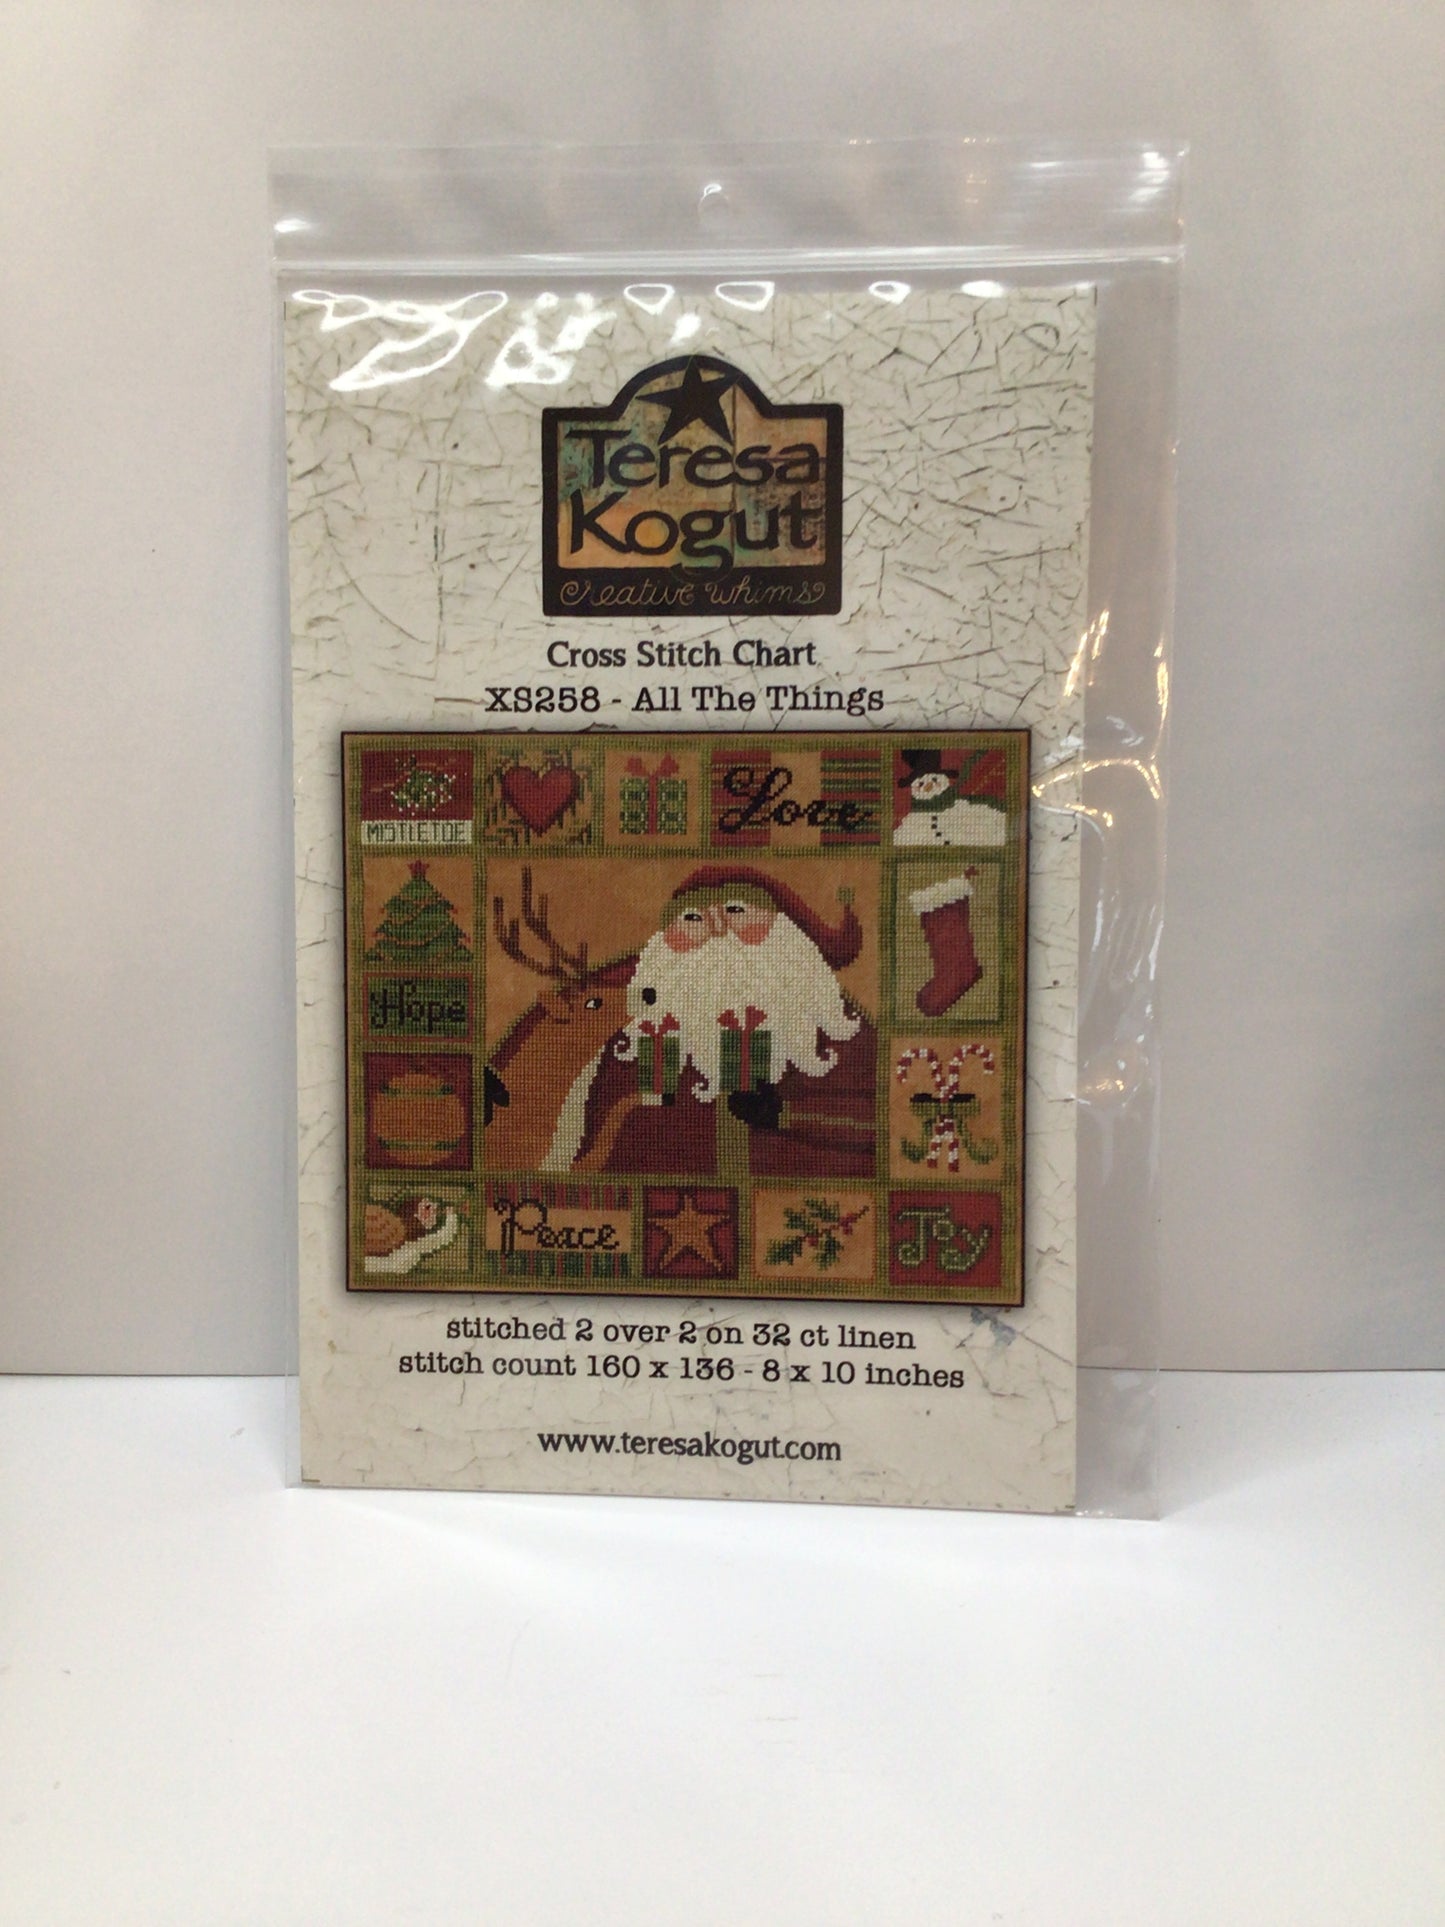 Teresa
Kogut
creative whims
Cross Stitch Chart
XS258 - All The Things
Love
MISTLETOE
Hope
Peace
Joy
stitched 2 over 2 on 32 ct linen
stitch count 160 x 136 - 8 x 10 inches
www.teresakogut.com